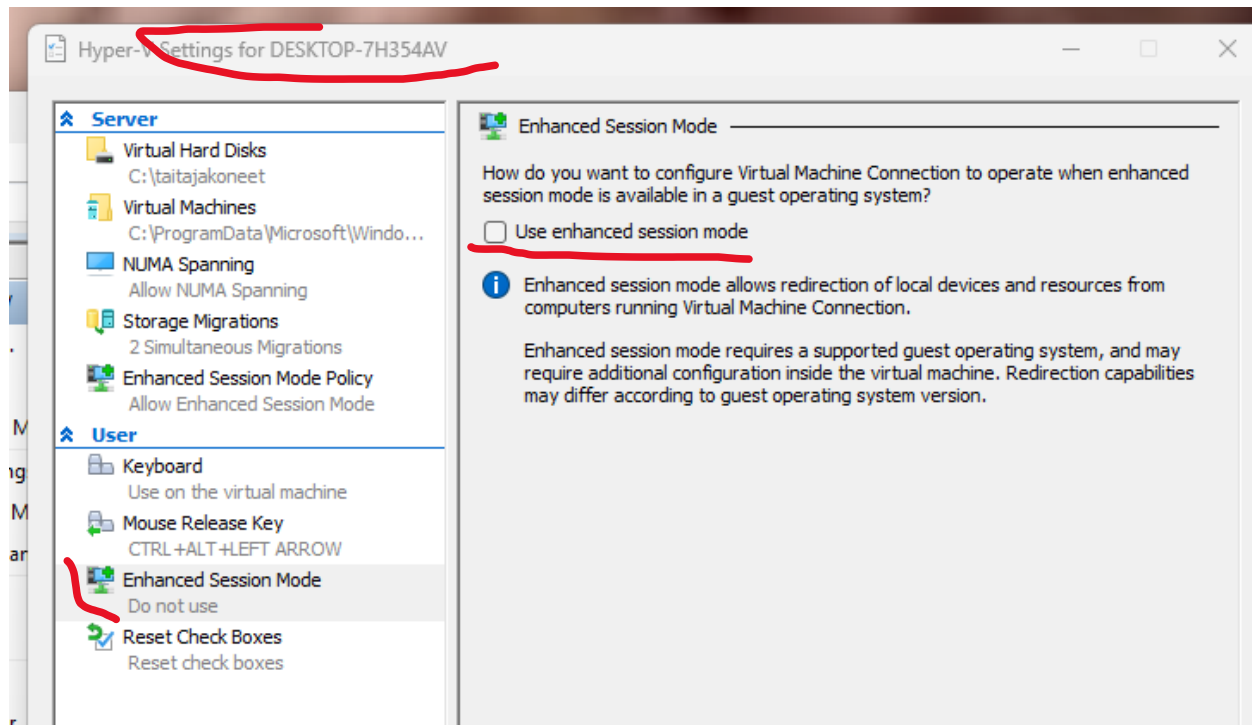 Hyper-V Settings for DESKTOP-7H354AV
Server
Virtual Hard Disks
C:\taitajakoneet
Virtual Machines
C:\ProgramData\Microsoft\Windo...
NUMA Spanning
Allow NUMA Spanning
Storage Migrations
2 Simultaneous Migrations
Enhanced Session Mode Policy
Allow Enhanced Session Mode
User
Keyboard
Use on the virtual machine
Mouse Release Key
CTRL+ALT+LEFT ARROW
Enhanced Session Mode
Do not use
Reset Check Boxes
Reset check boxes
Enhanced Session Mode
How do you want to configure Virtual Machine Connection to operate when enhanced
session mode is available in a guest operating system?
Use enhanced session mode
Enhanced session mode allows redirection of local devices and resources from
computers running Virtual Machine Connection.
Enhanced session mode requires a supported guest operating system, and may
require additional configuration inside the virtual machine. Redirection capabilities
may differ according to guest operating system version.